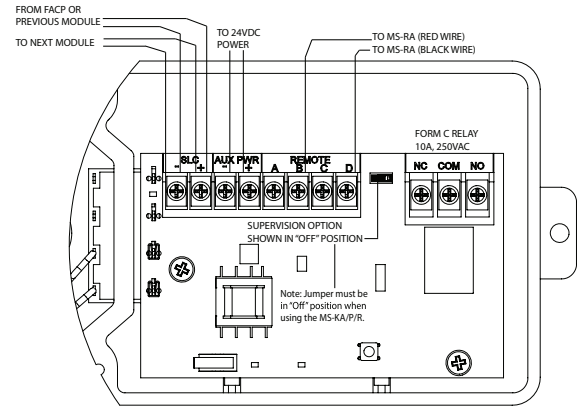 FROM FACP OR
PREVIOUS MODULE
TO NEXT MODULE
TO 24VDC
POWER
TO MS-RA (RED WIRE)
TO MS-RA (BLACK WIRE)
FORM C RELAY
10A, 250VAC
SLC AUX PWR REMOTE
- + - + A B C D
NC COM NO
SUPERVISION OPTION
SHOWN IN "OFF" POSITION
Note: Jumper must be
in "Off" position when
using the MS-KA/P/R.